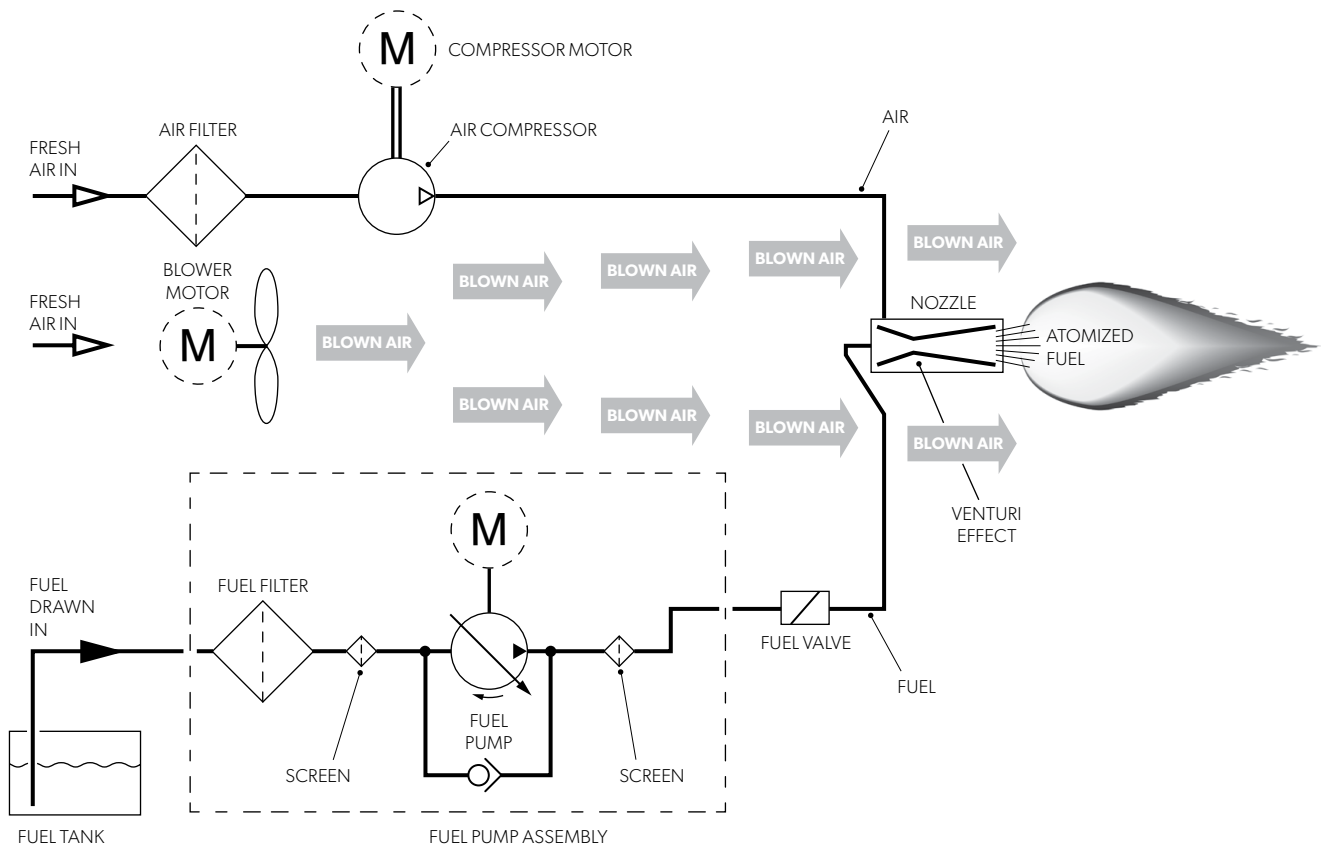 M
COMPRESSOR MOTOR
AIR FILTER
AIR COMPRESSOR
AIR
FRESH
AIR IN
BLOWN AIR
BLOWN AIR
BLOWN AIR
BLOWN AIR
BLOWER
MOTOR
FRESH
AIR IN
M
BLOWN AIR
NOZZLE
ATOMIZED
FUEL
BLOWN AIR
BLOWN AIR
BLOWN AIR
BLOWN AIR
VENTURI
EFFECT
M
FUEL
DRAWN
IN
FUEL FILTER
FUEL VALVE
FUEL
FUEL
PUMP
SCREEN
SCREEN
FUEL TANK
FUEL PUMP ASSEMBLY